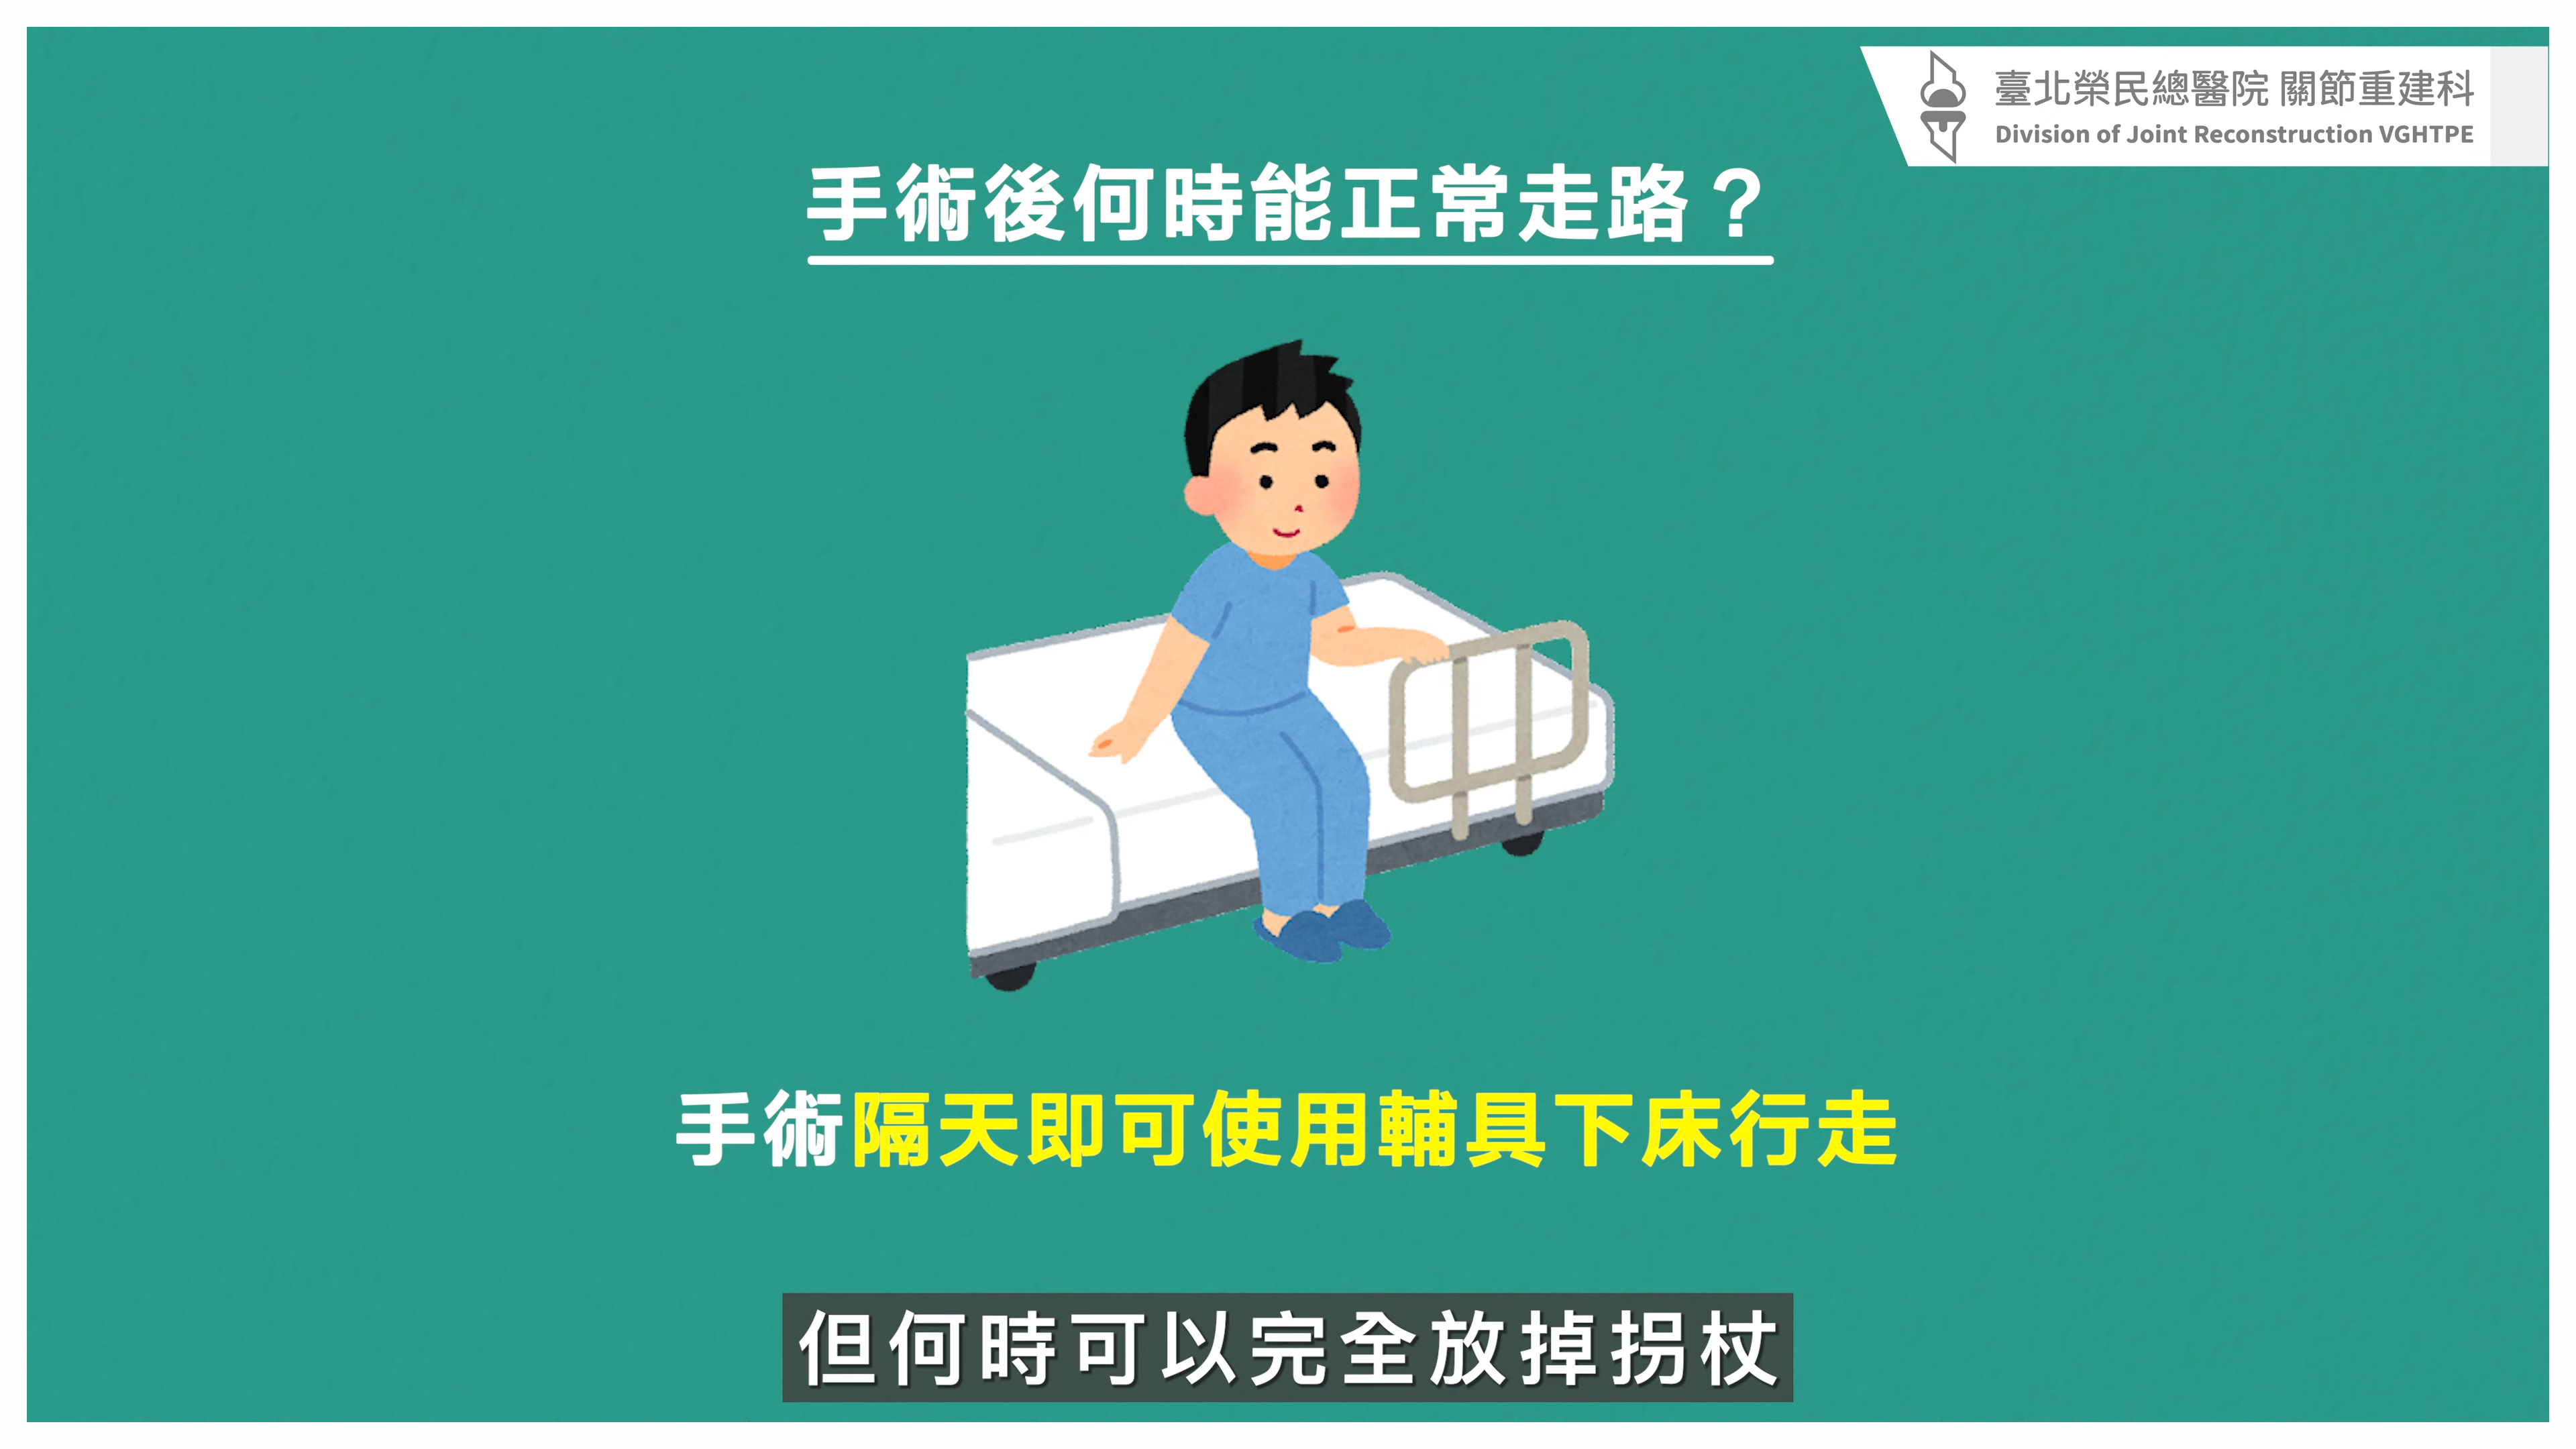 臺北榮民總醫院 關節重建科
Division of Joint Reconstruction VGHTPE
手術後何時能正常走路？
手術隔天即可使用輔具下床行走
但何時可以完全放掉拐杖